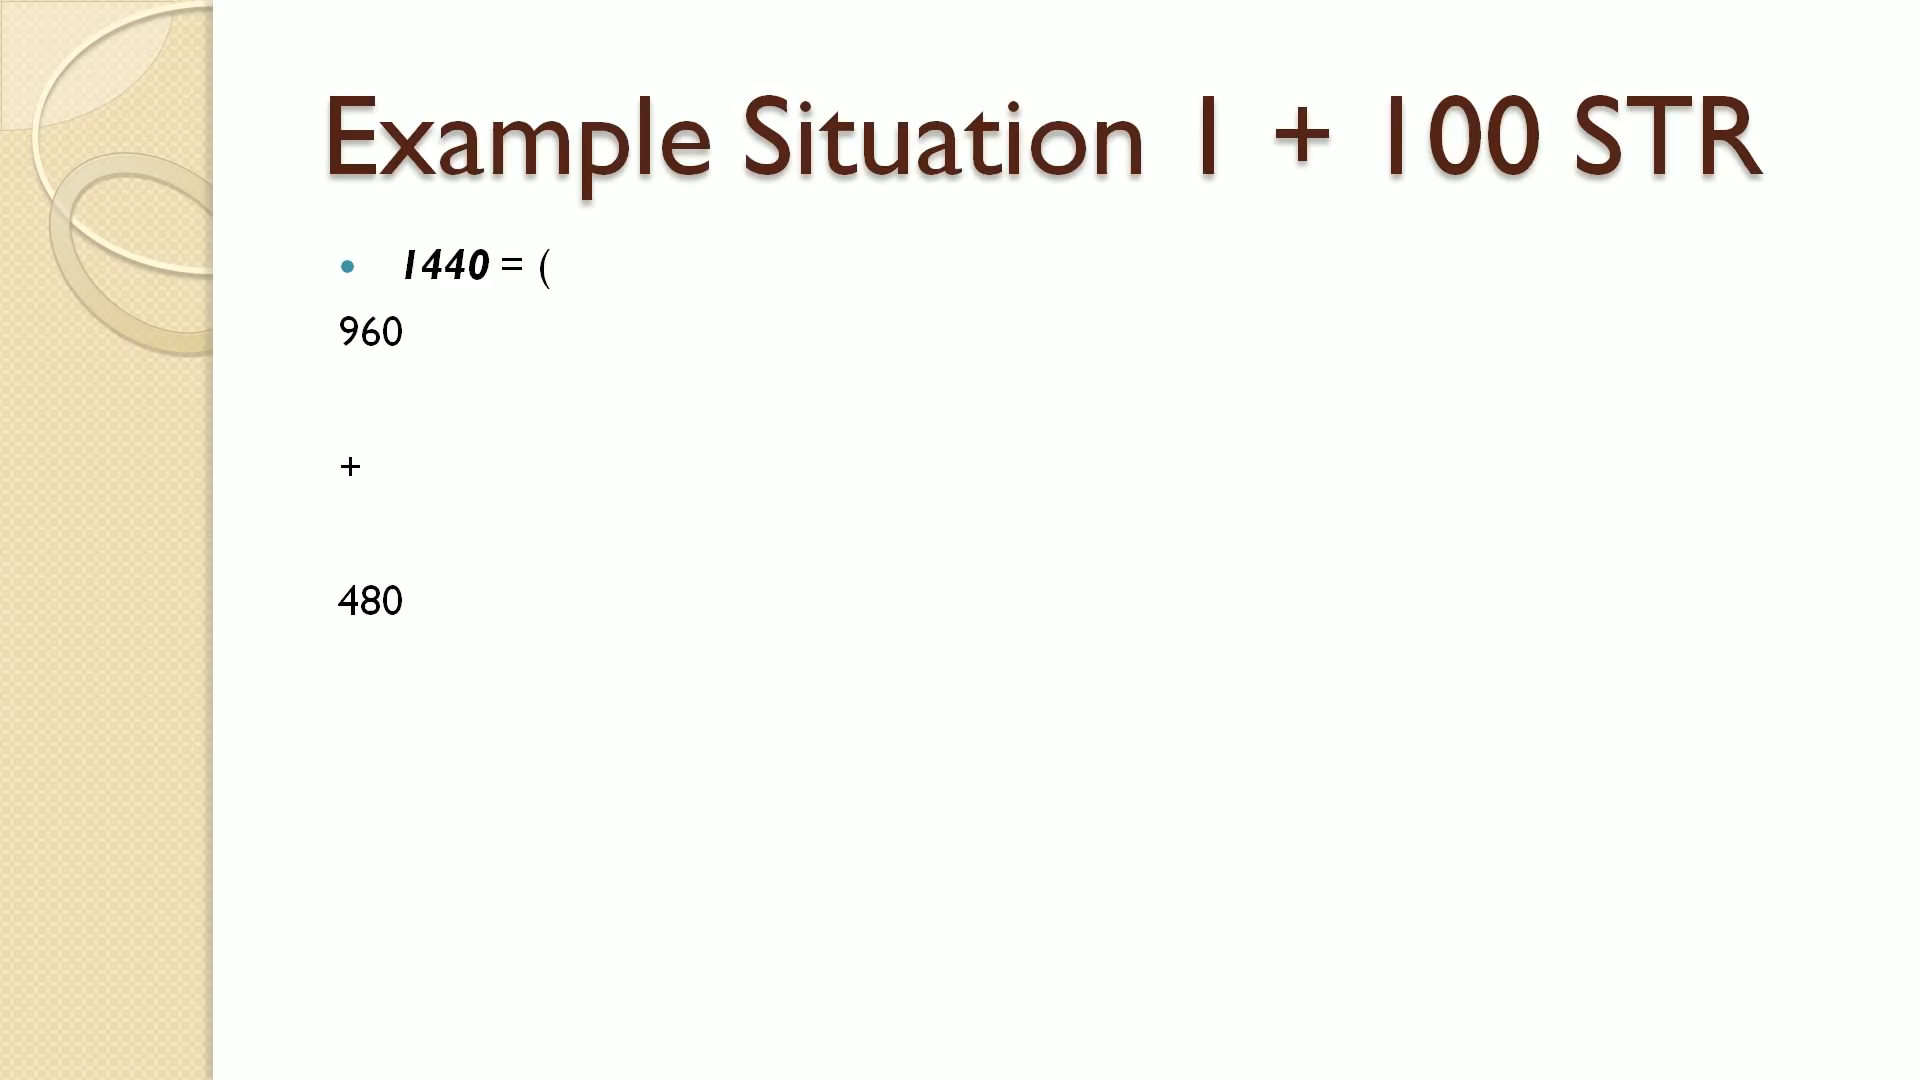 Example Situation 1 + 100 STR
• 1440 = (
960
+
480